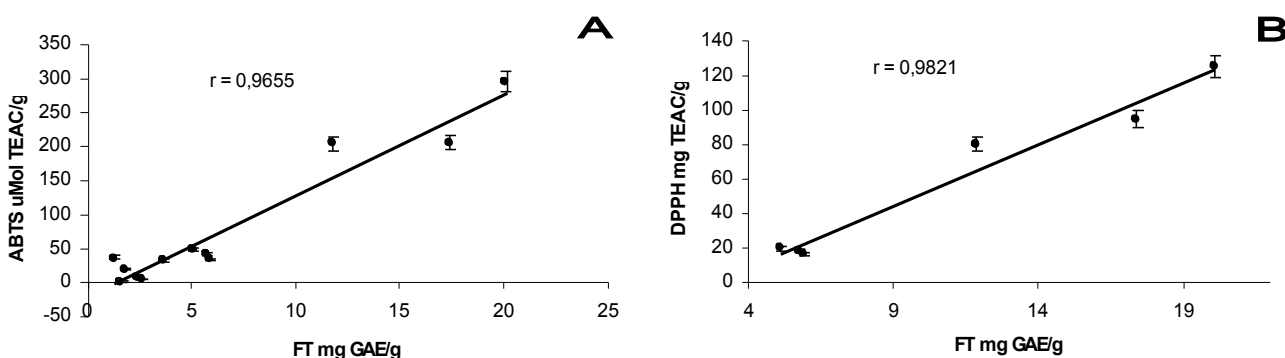 A
350
300
250
200
150
100
50
0
-50
ABTS uMol TEAC/g
r = 0,9655
0 5 10 15 20 25
FT mg GAE/g
B
140
120
100
80
60
40
20
0
DPPH mg TEAC/g
r = 0,9821
4 9 14 19
FT mg GAE/g